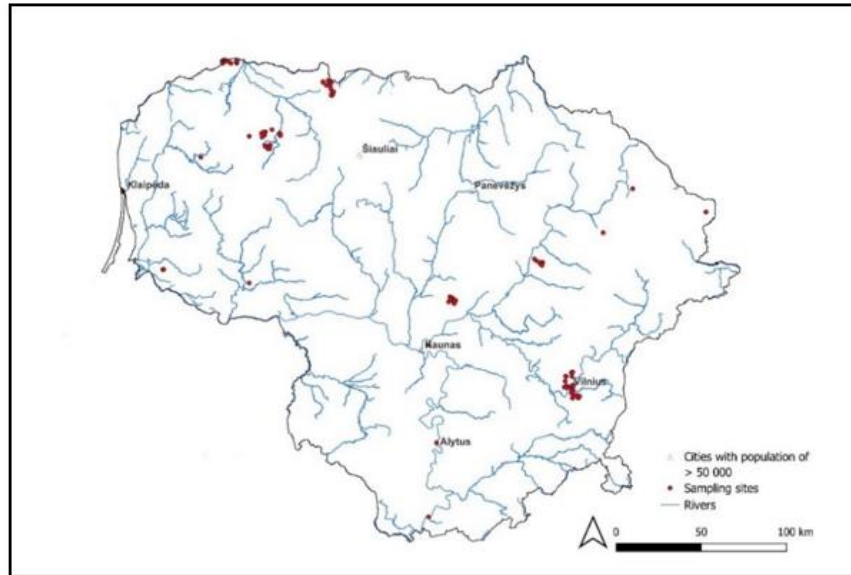 Šiauliai
Klaipėda
Panevėžys
Kaunas
Vilnius
Alytus
Cities with population of
> 50 000
Sampling sites
Rivers
0 50 100 km